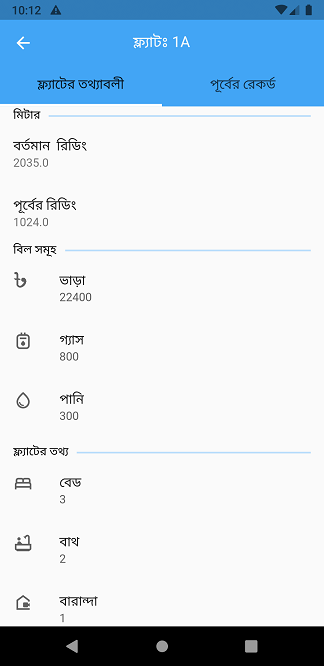 10:12
ফ্ল্যাটঃ 1A
ফ্ল্যাটের তথ্যাবলী
পূর্বের রেকর্ড
মিটার
বর্তমান রিডিং
2035.0
পূর্বের রিডিং
1024.0
বিল সমূহ
ভাড়া
22400
গ্যাস
800
পানি
300
ফ্ল্যাটের তথ্য
বেড
3
বাথ
2
বারান্দা
1